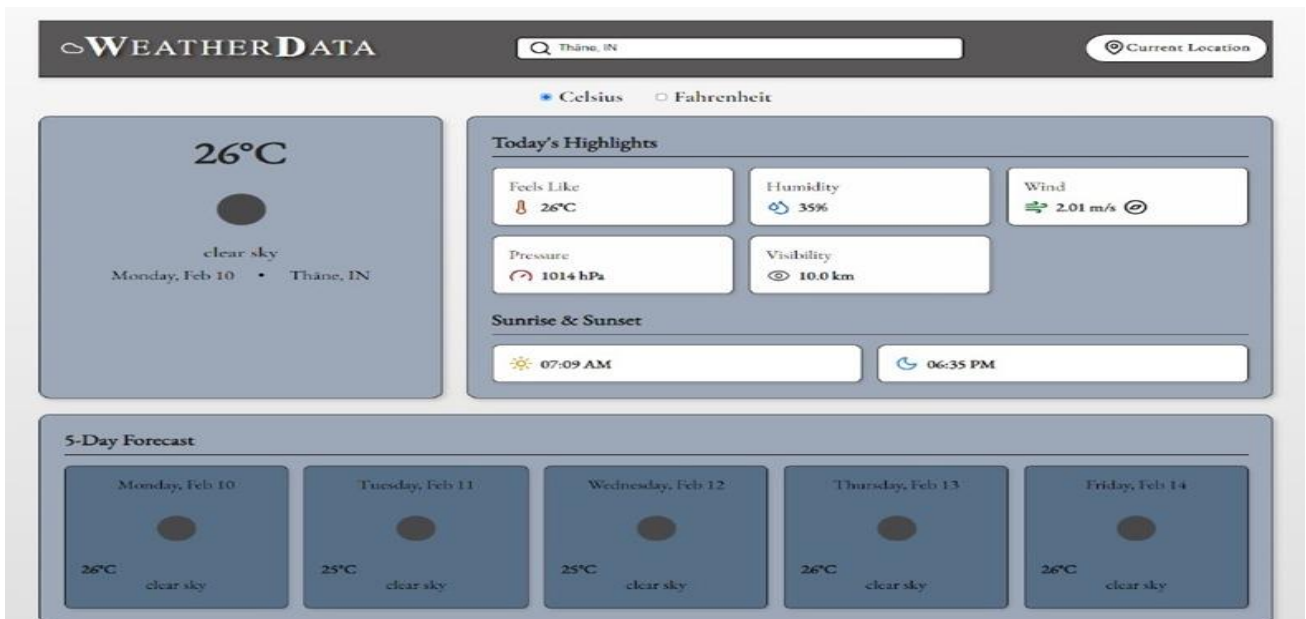 WEATHERDATA
Thāne, IN
Current Location
Celsius
Fahrenheit
26°C
clear sky
Monday, Feb 10 • Thāne, IN
Today's Highlights
Feels Like
26°C
Humidity
35%
Wind
2.01 m/s
Pressure
1014 hPa
Visibility
10.0 km
Sunrise & Sunset
07:09 AM
06:35 PM
5-Day Forecast
Monday, Feb 10
26°C
clear sky
Tuesday, Feb 11
25°C
clear sky
Wednesday, Feb 12
25°C
clear sky
Thursday, Feb 13
26°C
clear sky
Friday, Feb 14
26°C
clear sky